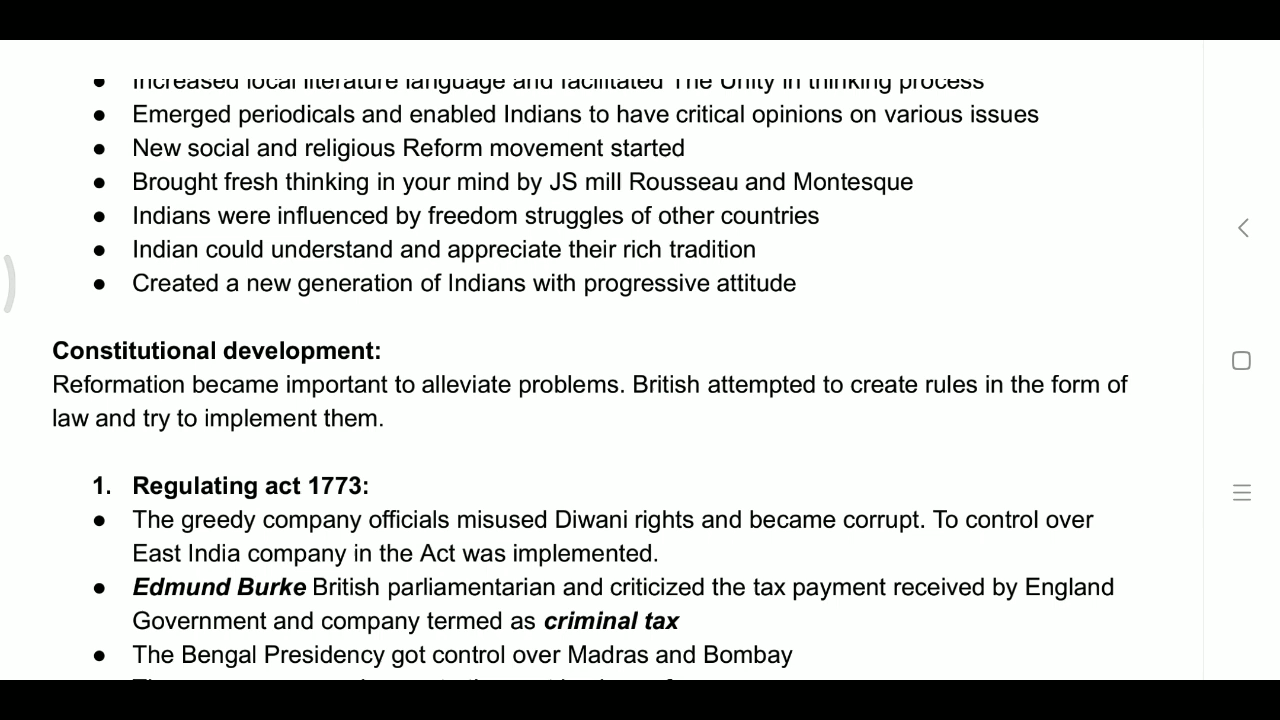 ● Increased local literature language and facilitated The Unity in thinking process
● Emerged periodicals and enabled Indians to have critical opinions on various issues
● New social and religious Reform movement started
● Brought fresh thinking in your mind by JS mill Rousseau and Montesque
● Indians were influenced by freedom struggles of other countries
● Indian could understand and appreciate their rich tradition
● Created a new generation of Indians with progressive attitude
Constitutional development:
Reformation became important to alleviate problems. British attempted to create rules in the form of
law and try to implement them.
1. Regulating act 1773:
● The greedy company officials misused Diwani rights and became corrupt. To control over
East India company in the Act was implemented.
● Edmund Burke British parliamentarian and criticized the tax payment received by England
Government and company termed as criminal tax
● The Bengal Presidency got control over Madras and Bombay